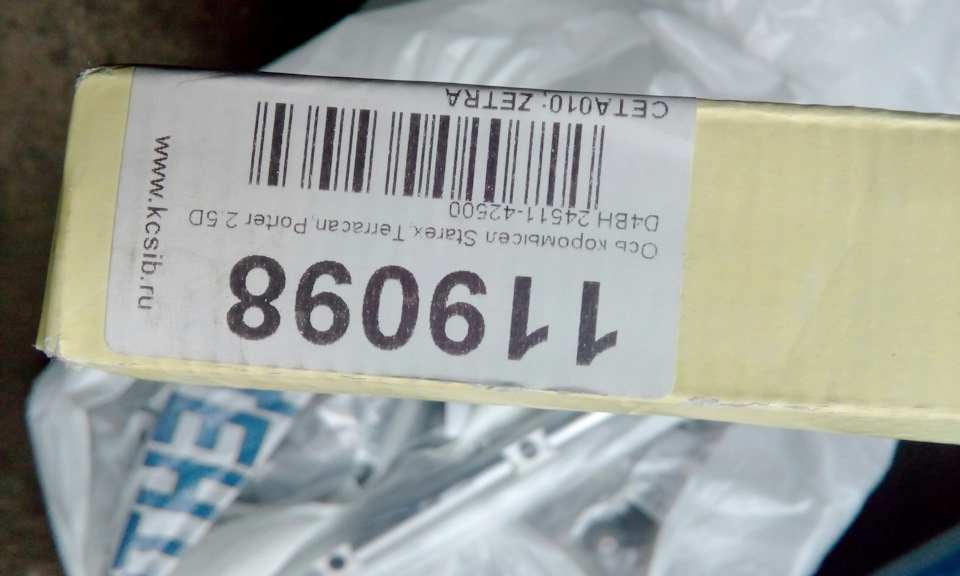 119098
Ось коромысел Starex, Terracan, Porter 2.5D
D4BH 24511-42500
CETA010; ZETRA
www.kcsib.ru